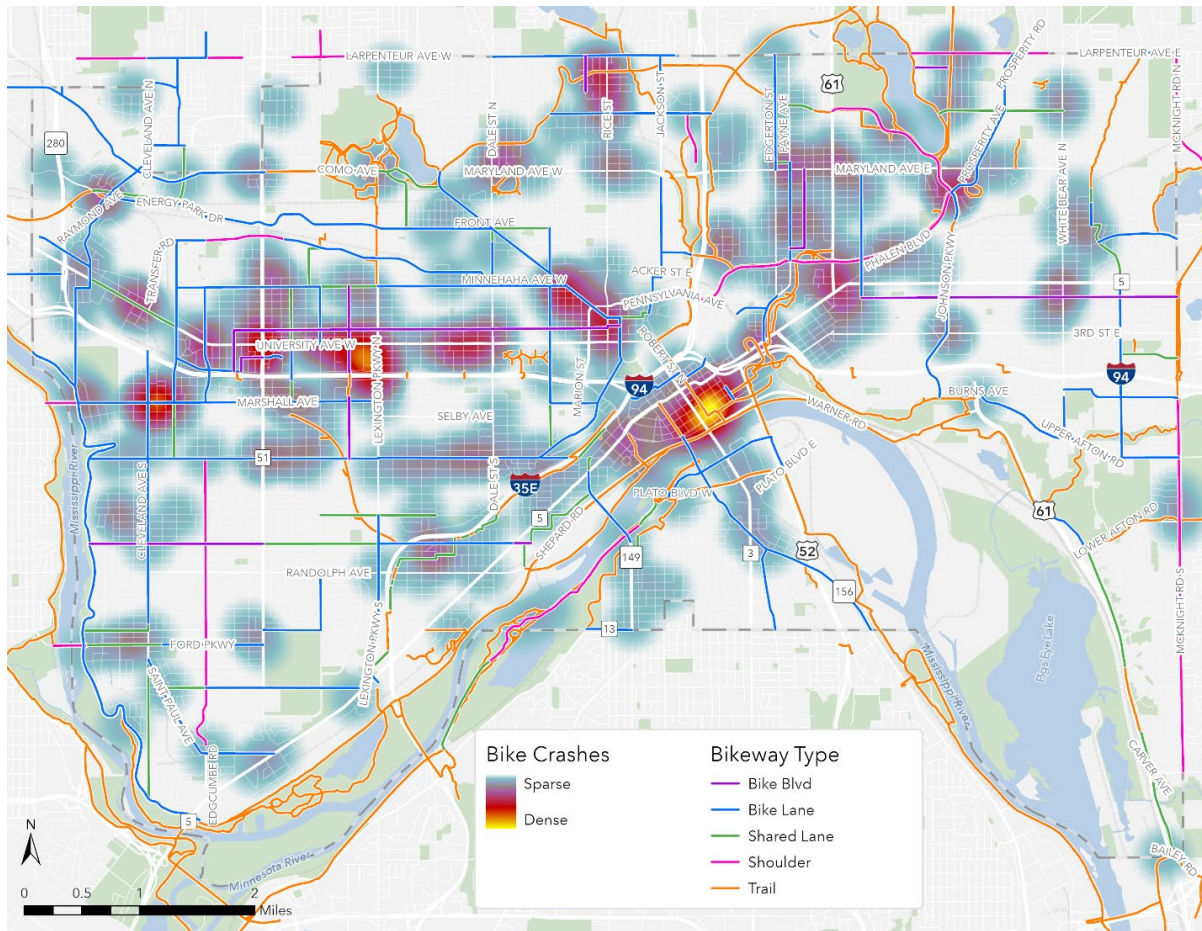 LARPENTEUR AVE W
LARPENTEUR AVE E
PROSPERITY RD
MCKNIGHT RD N
61
280
CLEVELAND AVE N
DALE ST N
RICE ST
JACKSON ST
EDGERTON ST
PAYNE AVE
COMO AVE
MARYLAND AVE W
MARYLAND AVE E
PROSPERITY AVE
WHITE BEAR AVE N
RAYMOND AVE
ENERGY PARK DR
FRONT AVE
TRANSFER RD
PHALEN BLVD
JOHNSON PKWY
MINNEHAHA AVE W
ACKER ST E
PENNSYLVANIA AVE
5
UNIVERSITY AVE W
LEXINGTON PKWY N
ROBERT ST N
3RD ST E
MARION ST
94
94
MARSHALL AVE
SELBY AVE
WARNER RD
BURNS AVE
UPPER AFTON RD
51
35E
DALE ST S
PLATO BLVD W
PLATO BLVD E
Mississippi River
CLEVELAND AVE S
5
SHEPARD RD
61
LOWER AFTON RD
149
3
52
RANDOLPH AVE
156
LEXINGTON PKWY S
FORD PKWY
13
SAINT PAUL AVE
MCKNIGHT RD S
Pigs Eye Lake
Mississippi River
EDGCUMBE RD
5
CARVER AVE
BAILEY RD
Minnesota River
Bike Crashes
Sparse
Dense
Bikeway Type
Bike Blvd
Bike Lane
Shared Lane
Shoulder
Trail
N
0 0.5 1 2
Miles